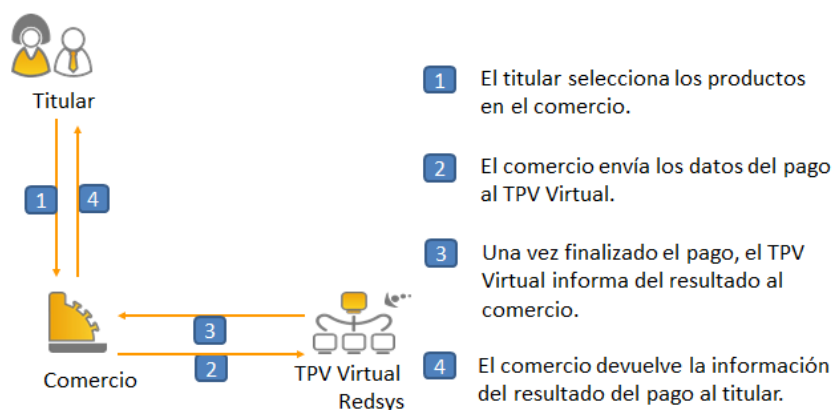 Titular
1
4
Comercio
3
2
TPV Virtual
Redsys
1
El titular selecciona los productos
en el comercio.
2
El comercio envía los datos del pago
al TPV Virtual.
3
Una vez finalizado el pago, el TPV
Virtual informa del resultado al
comercio.
4
El comercio devuelve la información
del resultado del pago al titular.